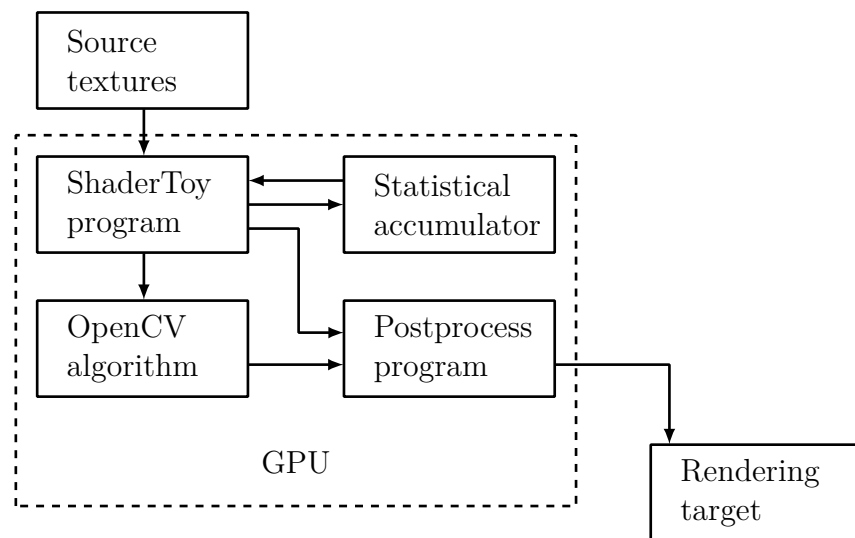 Source
textures
ShaderToy
program
Statistical
accumulator
OpenCV
algorithm
Postprocess
program
GPU
Rendering
target